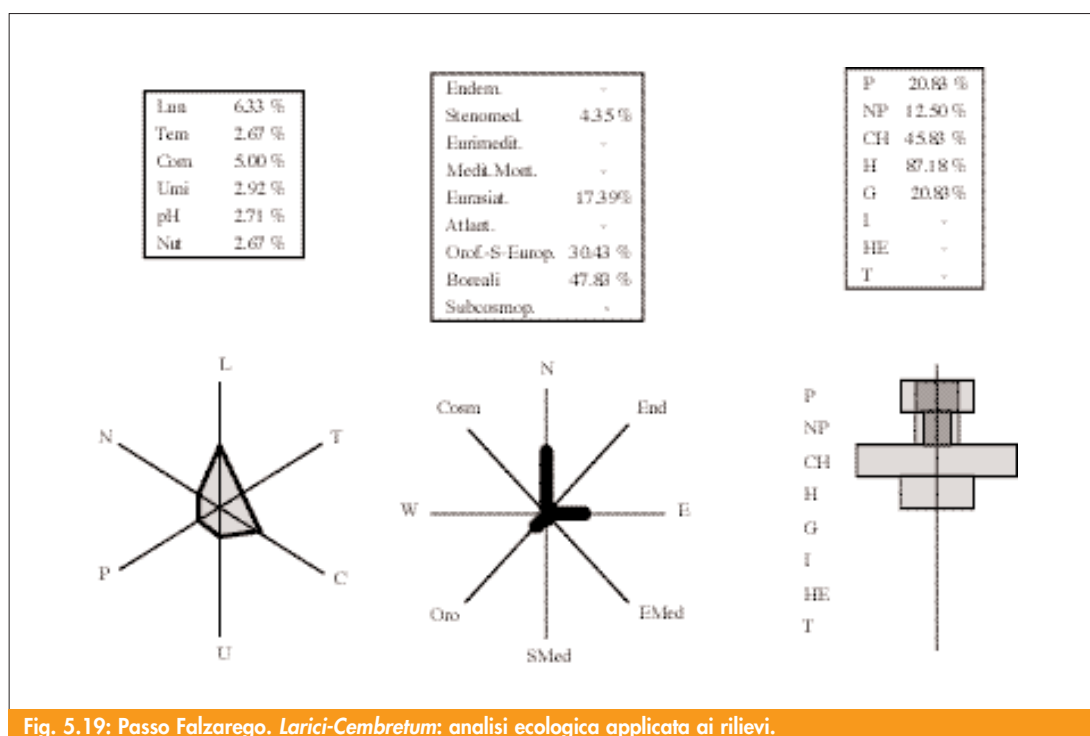 Lun 6.33 %
Tem 2.67 %
Com 5.00 %
Umi 2.92 %
pH 2.71 %
Nut 2.67 %
Endem. -
Stenomed. 4.35 %
Eurimedit. -
Medit. Mont. -
Eurasiat. 17.39%
Atlant. -
Orof.-S-Europ. 30.43 %
Boreali 47.83 %
Subcosmop. -
P 20.83 %
NP 12.50 %
CH 45.83 %
H 87.18 %
G 20.83%
I -
HE -
T -
L
N
T
P
C
U
N
Cosm
End
W
E
Oro
EMed
SMed
P
NP
CH
H
G
I
HE
T
Fig. 5.19: Passo Falzarego. Larici-Cembretum: analisi ecologica applicata ai rilievi.